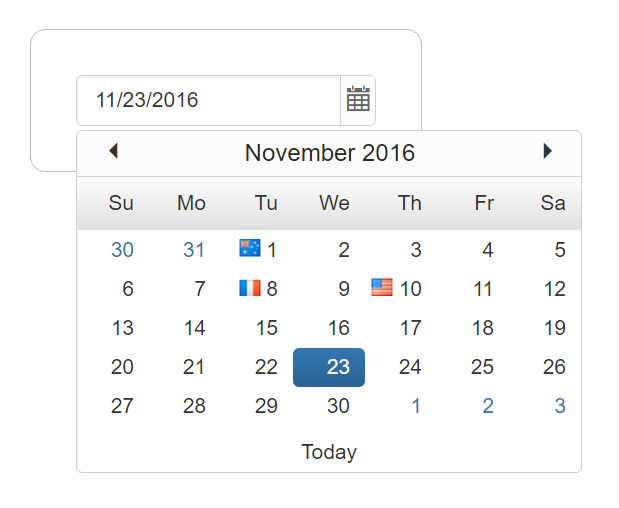 11/23/2016
November 2016
Su Mo Tu We Th Fr Sa
30 31 1 2 3 4 5
6 7 8 9 10 11 12
13 14 15 16 17 18 19
20 21 22 23 24 25 26
27 28 29 30 1 2 3
Today